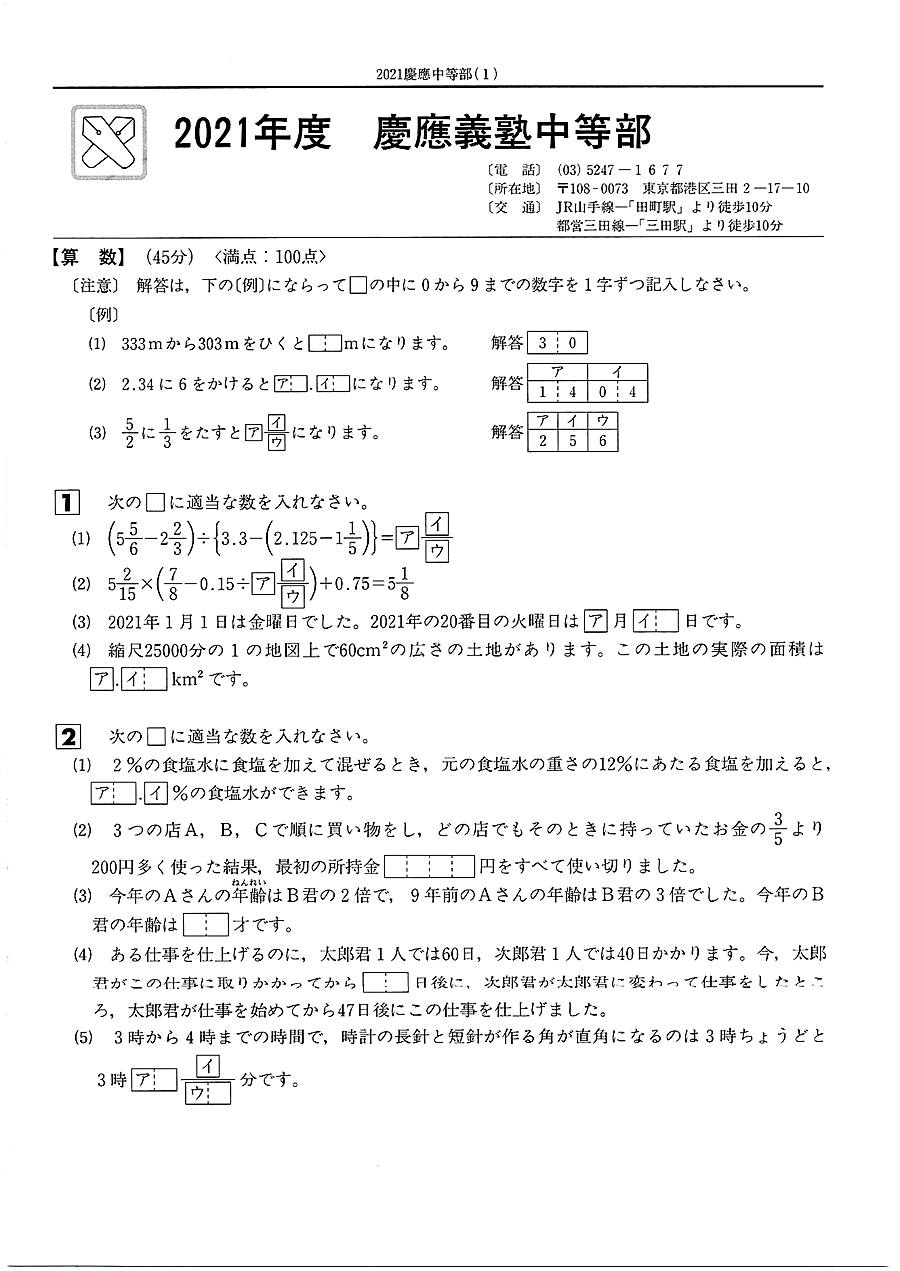 2021慶應中等部(1)
2021年度 慶應義塾中等部
〔電 話〕 (03) 5247-1677
〔所在地〕 〒108-0073 東京都港区三田2-17-10
〔交 通〕 JR山手線―「田町駅」より徒歩10分
都営三田線―「三田駅」より徒歩10分
【算 数】 (45分) 〈満点:100点〉
〔注意〕 解答は,下の〔例〕にならって□の中に0から9までの数字を1字ずつ記入しなさい。
〔例〕
(1) 333mから303mをひくと□mになります。 解答 3 0
(2) 2.34に6をかけるとア.イになります。 解答 ア イ 1 4 0 4
(3) 5/2に1/3をたすとア イ/ウになります。 解答 ア イ ウ 2 5 6
1 次の□に適当な数を入れなさい。
(1) (5 5/6-2 2/3)÷{3.3-(2.125-1 1/5)}=ア イ/ウ
(2) 5 2/15×(7/8-0.15÷ア イ/ウ)+0.75=5 1/8
(3) 2021年1月1日は金曜日でした。2021年の20番目の火曜日はア月イ日です。
(4) 縮尺25000分の1の地図上で60cm²の広さの土地があります。この土地の実際の面積は
ア.イkm²です。
2 次の□に適当な数を入れなさい。
(1) 2%の食塩水に食塩を加えて混ぜるとき,元の食塩水の重さの12%にあたる食塩を加えると,
ア.イ%の食塩水ができます。
(2) 3つの店A,B,Cで順に買い物をし,どの店でもそのときに持っていたお金の3/5より
200円多く使った結果,最初の所持金□円をすべて使い切りました。
(3) 今年のAさんの年齢(ねんれい)はB君の2倍で,9年前のAさんの年齢はB君の3倍でした。今年のB
君の年齢は□才です。
(4) ある仕事を仕上げるのに,太郎君1人では60日,次郎君1人では40日かかります。今,太郎
君がこの仕事に取りかかってから□日後に,次郎君が太郎君に変わって仕事をしたとこ
ろ,太郎君が仕事を始めてから47日後にこの仕事を仕上げました。
(5) 3時から4時までの時間で,時計の長針と短針が作る角が直角になるのは3時ちょうどと
3時ア イ/ウ分です。